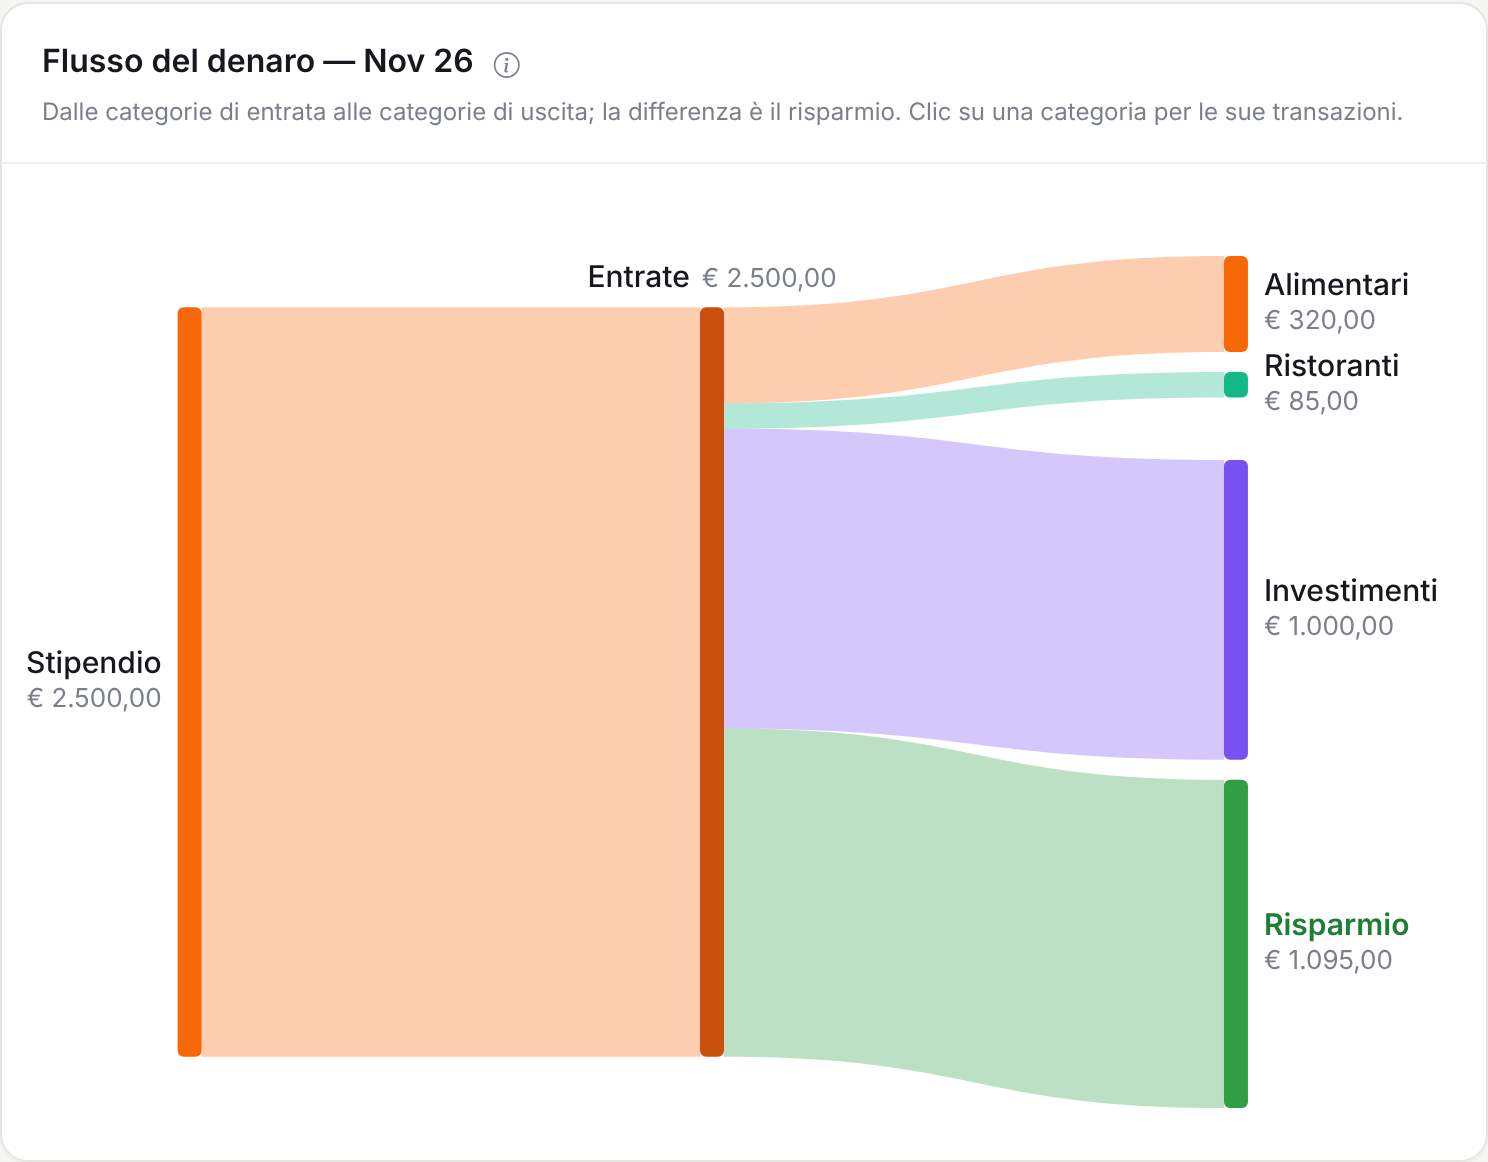 Flusso del denaro — Nov 26
Dalle categorie di entrata alle categorie di uscita; la differenza è il risparmio. Clic su una categoria per le sue transazioni.
Entrate € 2.500,00
Stipendio
€ 2.500,00
Alimentari
€ 320,00
Ristoranti
€ 85,00
Investimenti
€ 1.000,00
Risparmio
€ 1.095,00